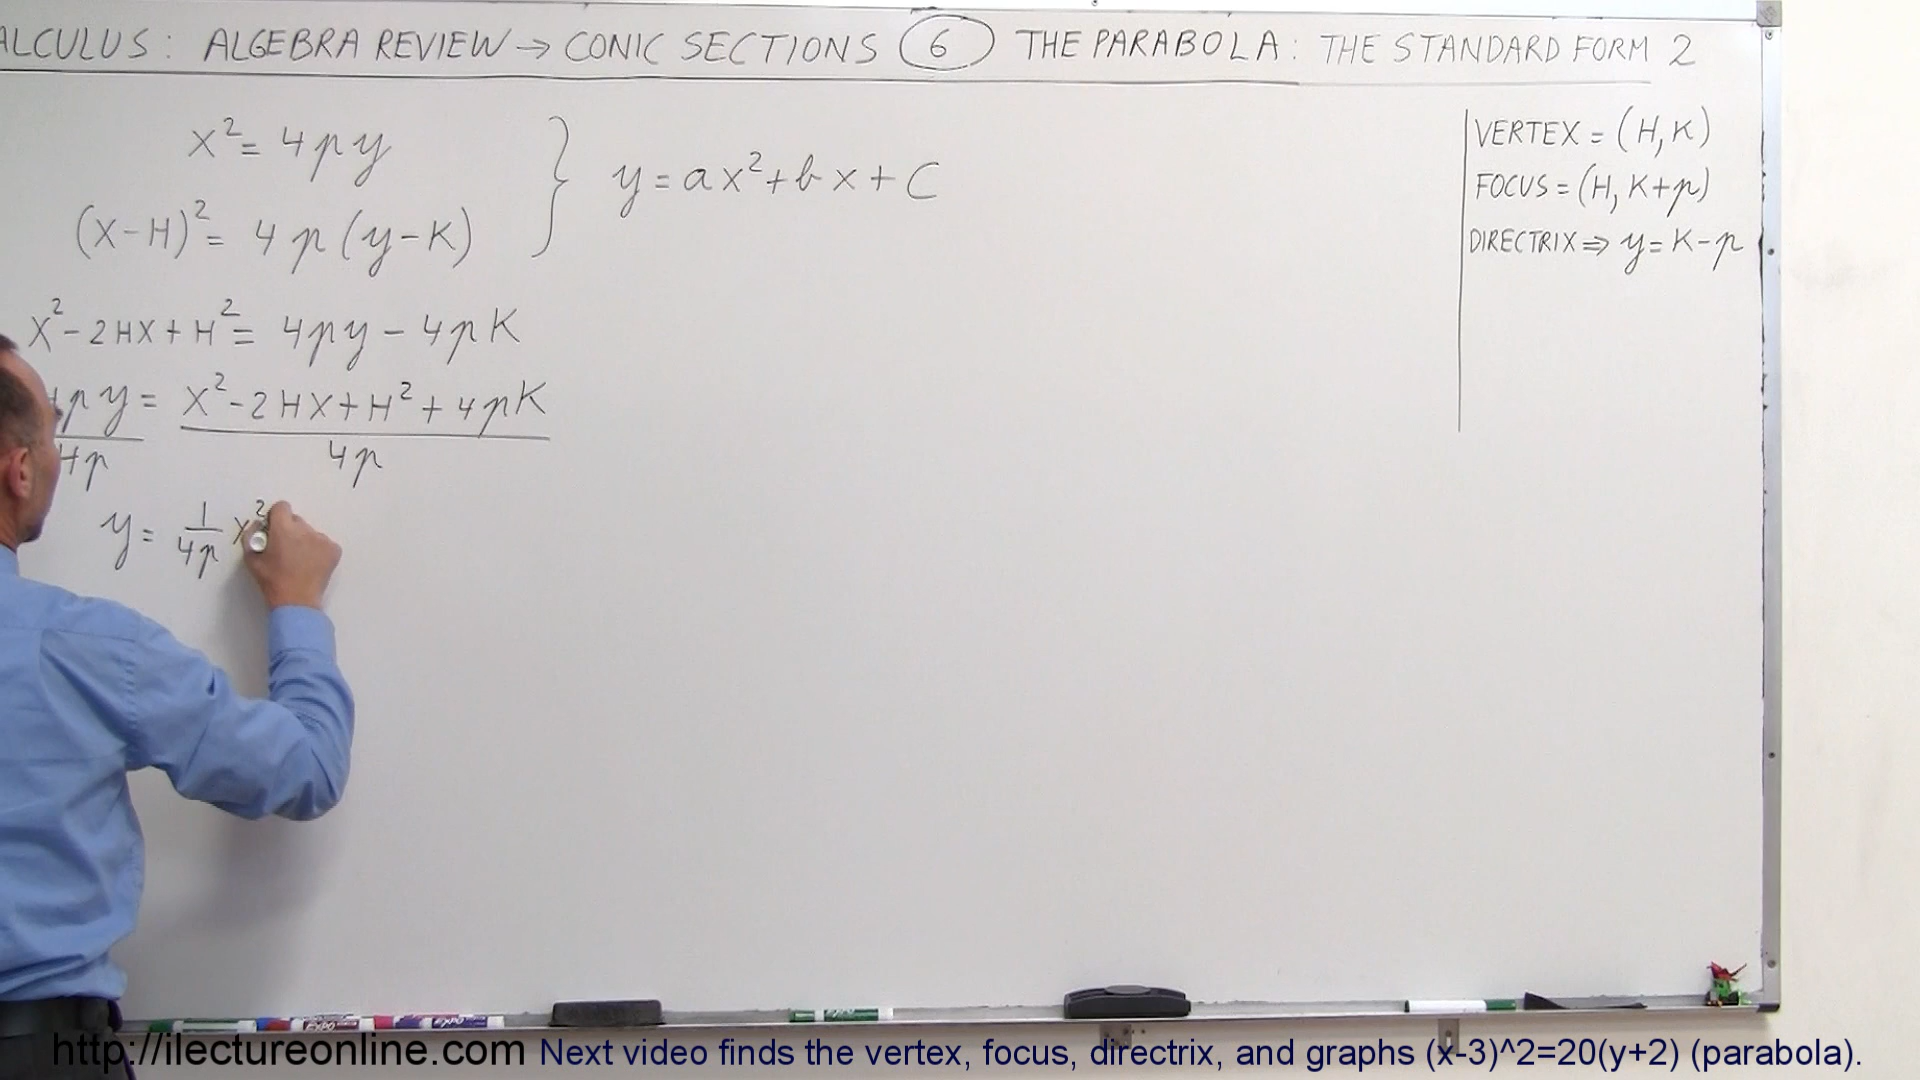 ALCULUS: ALGEBRA REVIEW → CONIC SECTIONS 6 THE PARABOLA: THE STANDARD FORM 2
x² = 4py
(x-H)² = 4p(y-K)
} y = ax² + bx + C
x² - 2Hx + H² = 4py - 4pK
4py = x² - 2Hx + H² + 4pK
4p 4p
y = 1/4p x²
VERTEX = (H, K)
FOCUS = (H, K+p)
DIRECTRIX ⇒ y = K-p
EXPO EXPO
http://ilectureonline.com Next video finds the vertex, focus, directrix, and graphs (x-3)^2=20(y+2) (parabola).